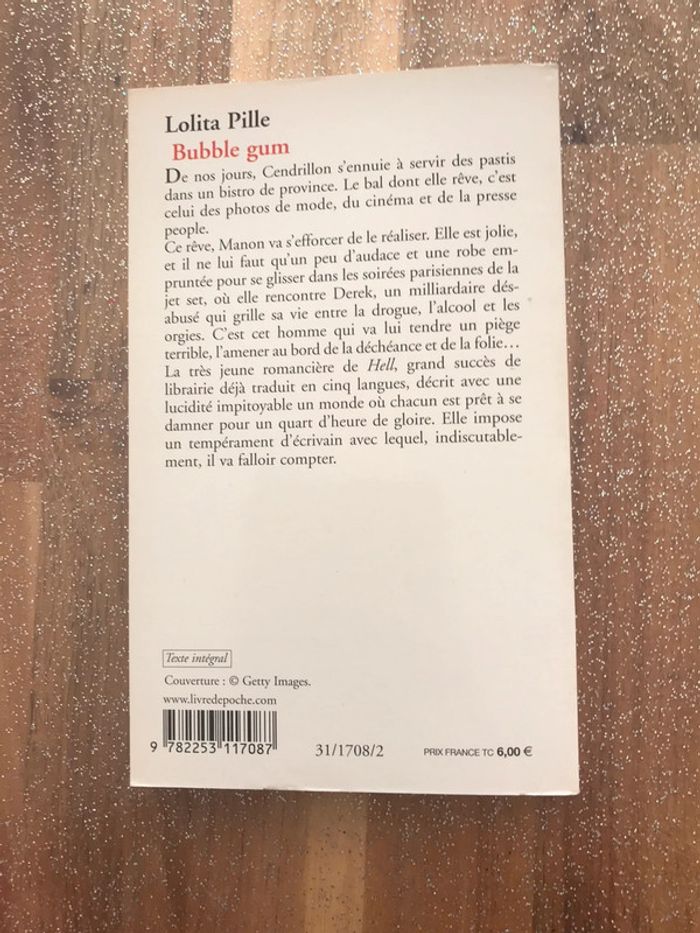 Lolita Pille
Bubble gum
De nos jours, Cendrillon s'ennuie à servir des pastis
dans un bistro de province. Le bal dont elle rêve, c'est
celui des photos de mode, du cinéma et de la presse
people.
Ce rêve, Manon va s'efforcer de le réaliser. Elle est jolie,
et il ne lui faut qu'un peu d'audace et une robe em-
pruntée pour se glisser dans les soirées parisiennes de la
jet set, où elle rencontre Derek, un milliardaire dés-
abusé qui grille sa vie entre la drogue, l'alcool et les
orgies. C'est cet homme qui va lui tendre un piège
terrible, l'amener au bord de la déchéance et de la folie…
La très jeune romancière de Hell, grand succès de
librairie déjà traduit en cinq langues, décrit avec une
lucidité impitoyable un monde où chacun est prêt à se
damner pour un quart d'heure de gloire. Elle impose
un tempérament d'écrivain avec lequel, indiscutable-
ment, il va falloir compter.
Texte intégral
Couverture : © Getty Images.
www.livredepoche.com
9 782253 117087
31/1708/2
PRIX FRANCE TC 6,00 €